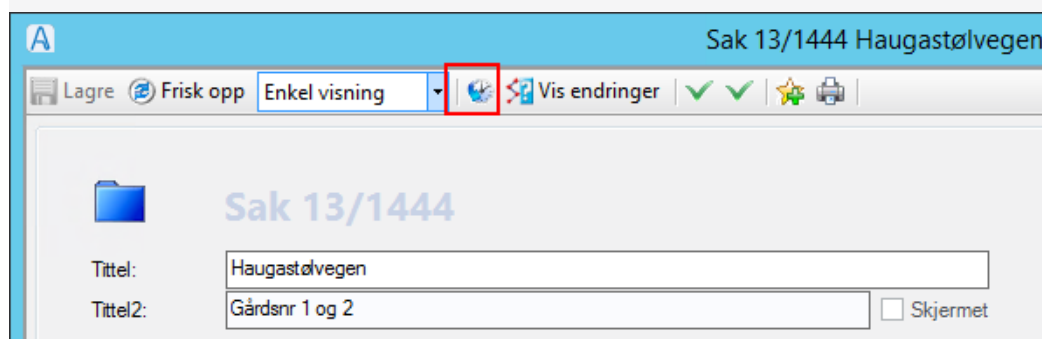 Sak 13/1444 Haugastølvegen
Lagre Frisk opp Enkel visning Vis endringer
Sak 13/1444
Tittel: Haugastølvegen
Tittel2: Gårdsnr 1 og 2 Skjermet